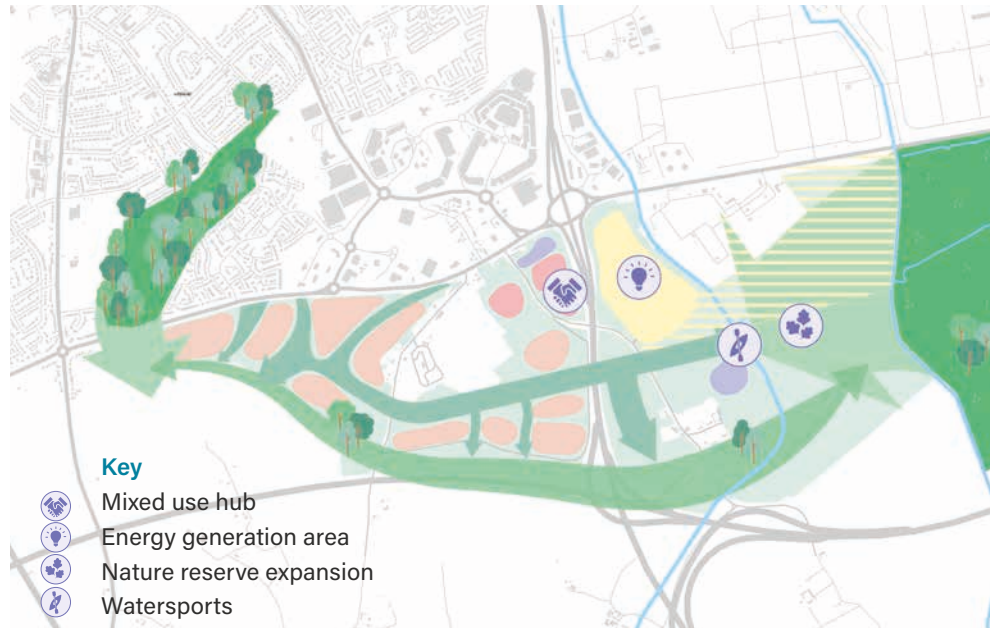 Key
Mixed use hub
Energy generation area
Nature reserve expansion
Watersports